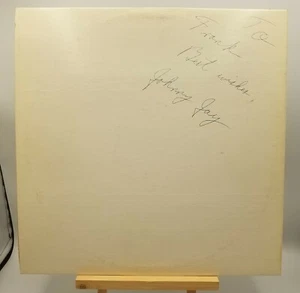 To
Frank
Best wishes,
Johnny Jay